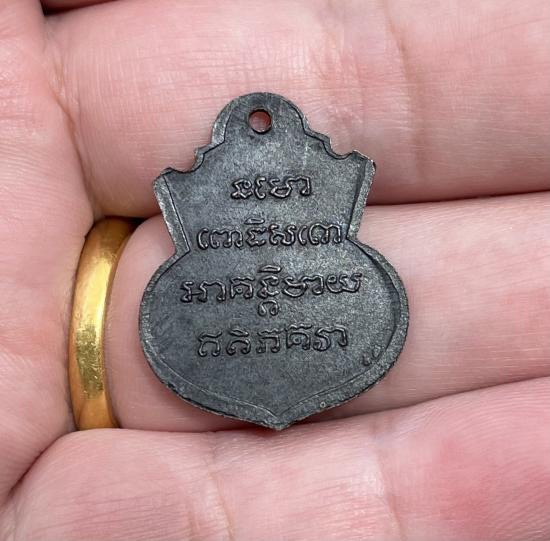 នមោ
ពោធិសតោ
អាគន្តិមាយ
ឥតិភគវា